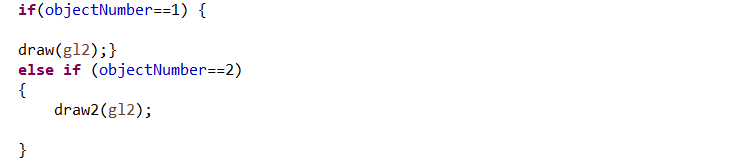 if(objectNumber==1) {
draw(gl2);}
else if (objectNumber==2)
{
    draw2(gl2);
}